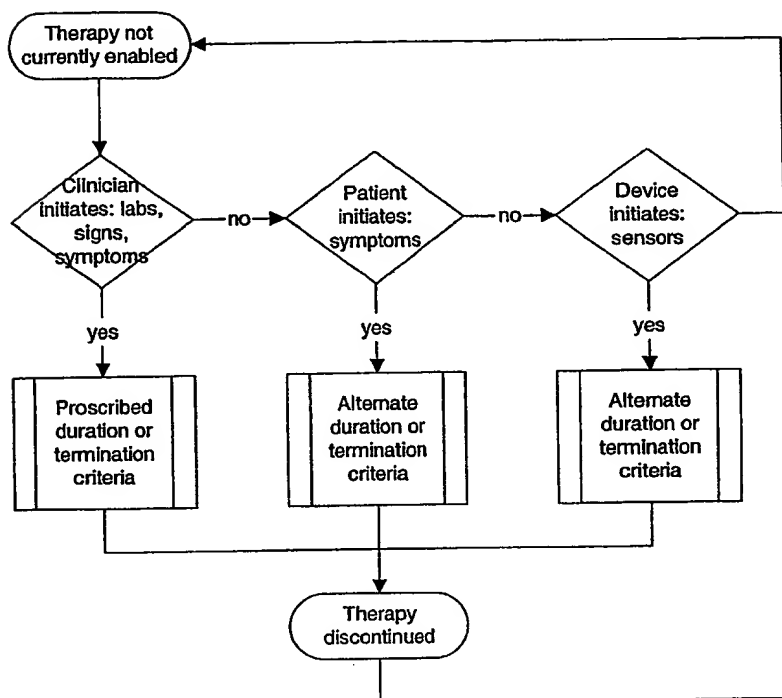 Therapy not
currently enabled
Clinician
initiates: labs,
signs,
symptoms
no
Patient
initiates:
symptoms
no
Device
initiates:
sensors
yes
yes
yes
Proscribed
duration or
termination
criteria
Alternate
duration or
termination
criteria
Alternate
duration or
termination
criteria
Therapy
discontinued